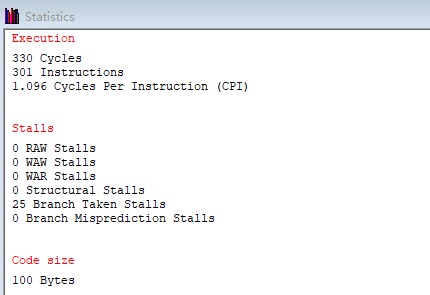 Statistics
Execution
330 Cycles
301 Instructions
1.096 Cycles Per Instruction (CPI)
Stalls
0 RAW Stalls
0 WAW Stalls
0 WAR Stalls
0 Structural Stalls
25 Branch Taken Stalls
0 Branch Misprediction Stalls
Code size
100 Bytes